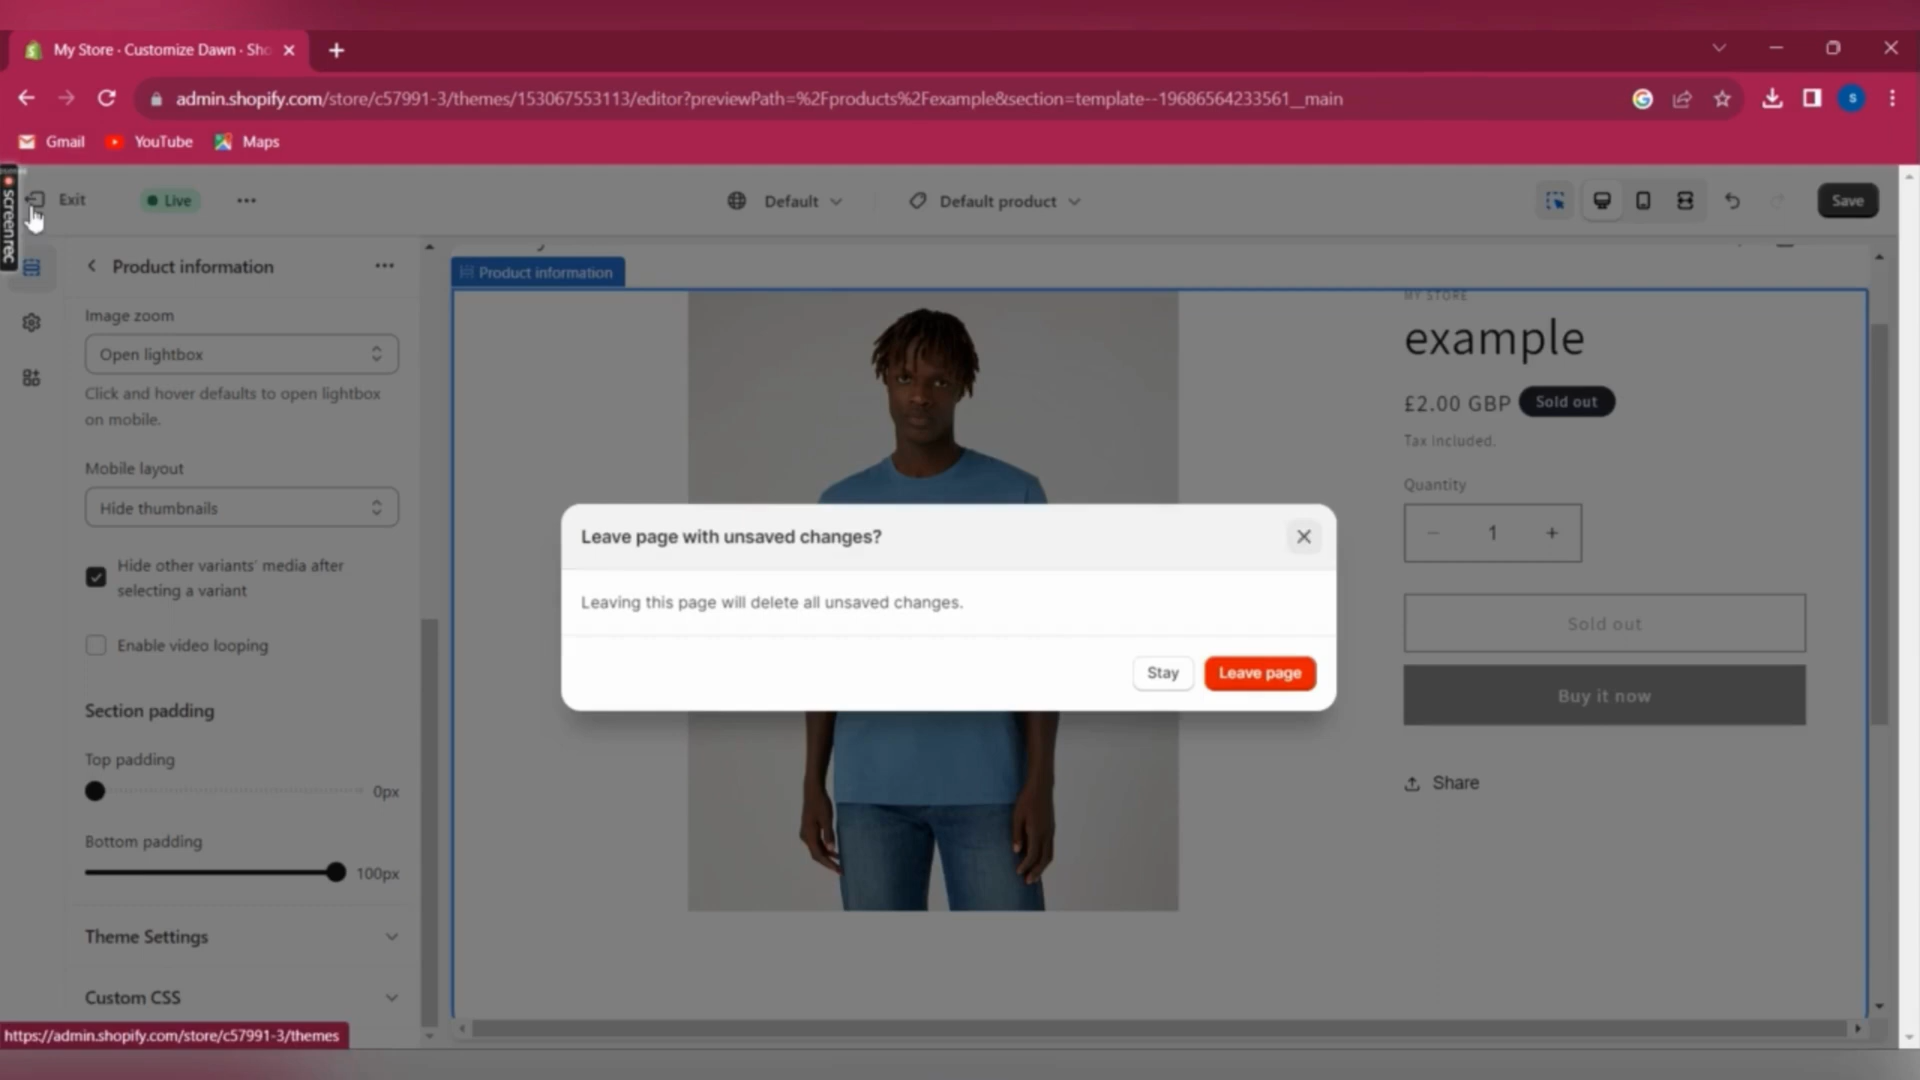 My Store · Customize Dawn · Sho
admin.shopify.com/store/c57991-3/themes/153067553113/editor?previewPath=%2Fproducts%2Fexample&section=template--19686564233561__main
S
Gmail
YouTube
Maps
screenrec
Exit
Live
Default
Default product
Save
Product information
Product information
Image zoom
Open lightbox
Click and hover defaults to open lightbox
on mobile.
Mobile layout
Hide thumbnails
Hide other variants' media after
selecting a variant
Enable video looping
Section padding
Top padding
0px
Bottom padding
100px
Theme Settings
Custom CSS
https://admin.shopify.com/store/c57991-3/themes
MY STORE
example
£2.00 GBP
Sold out
Tax included.
Quantity
1
Sold out
Buy it now
Share
Leave page with unsaved changes?
Leaving this page will delete all unsaved changes.
Stay
Leave page